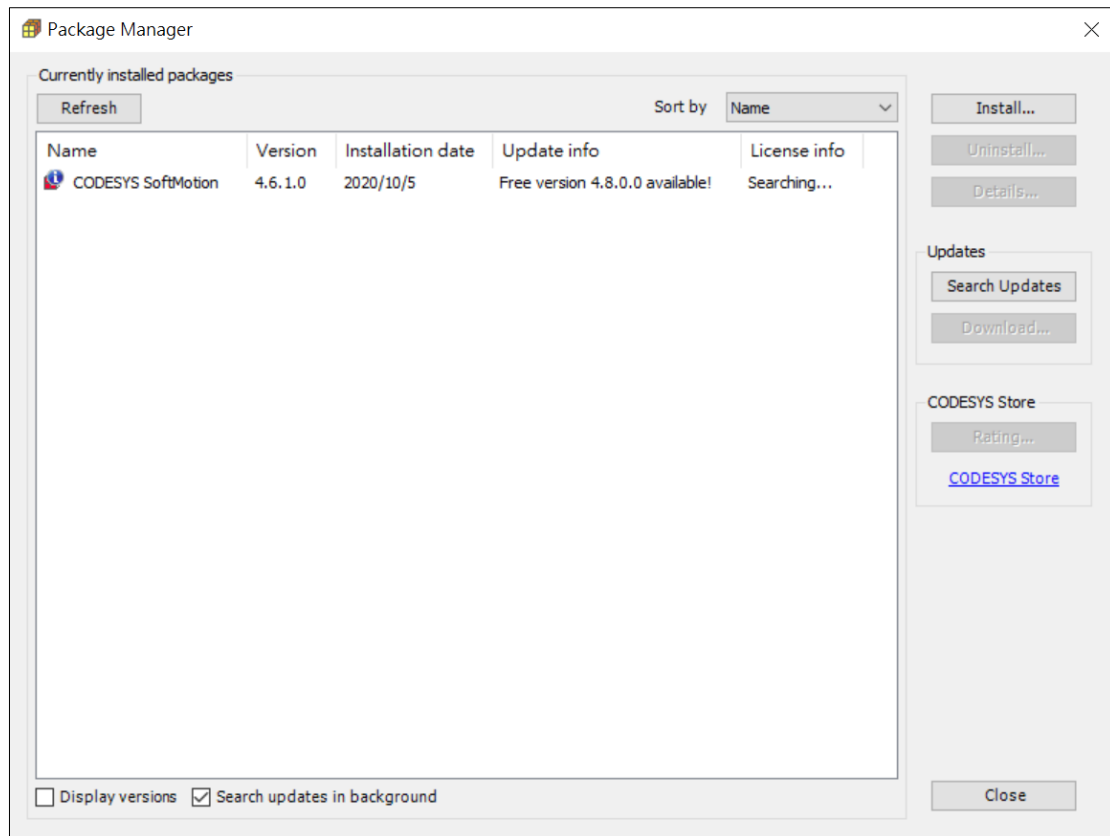 Package Manager
Currently installed packages
Refresh
Sort by
Name
Name Version Installation date Update info License info
CODESYS SoftMotion 4.6.1.0 2020/10/5 Free version 4.8.0.0 available! Searching...
Display versions Search updates in background
Install...
Uninstall...
Details...
Updates
Search Updates
Download...
CODESYS Store
Rating...
CODESYS Store
Close